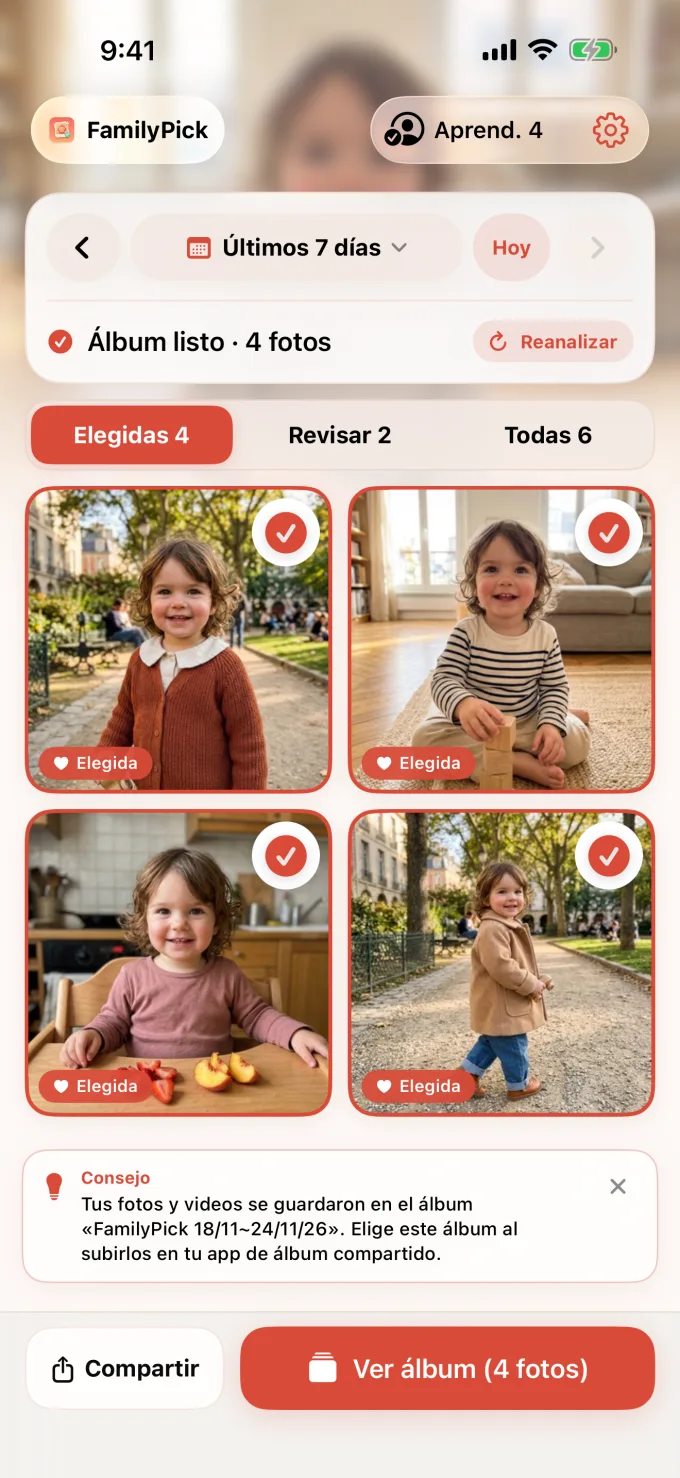 9:41
FamilyPick
Aprend. 4
Últimos 7 días
Hoy
Álbum listo · 4 fotos
Reanalizar
Elegidas 4
Revisar 2
Todas 6
Elegida
Elegida
Elegida
Elegida
Consejo
Tus fotos y videos se guardaron en el álbum
«FamilyPick 18/11~24/11/26». Elige este álbum al
subirlos en tu app de álbum compartido.
Compartir
Ver álbum (4 fotos)